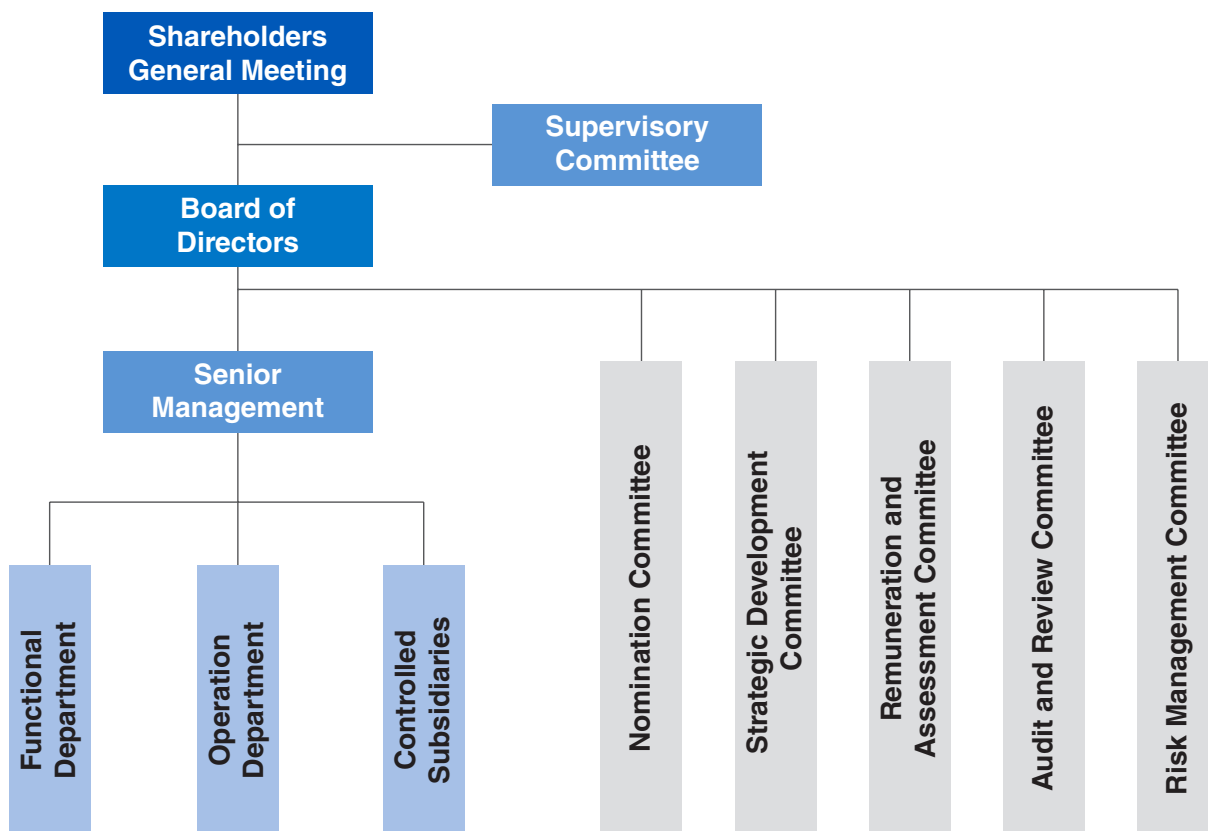 Shareholders
General Meeting
Supervisory
Committee
Board of
Directors
Senior
Management
Functional
Department
Operation
Department
Controlled
Subsidiaries
Nomination Committee
Strategic Development
Committee
Remuneration and
Assessment Committee
Audit and Review Committee
Risk Management Committee